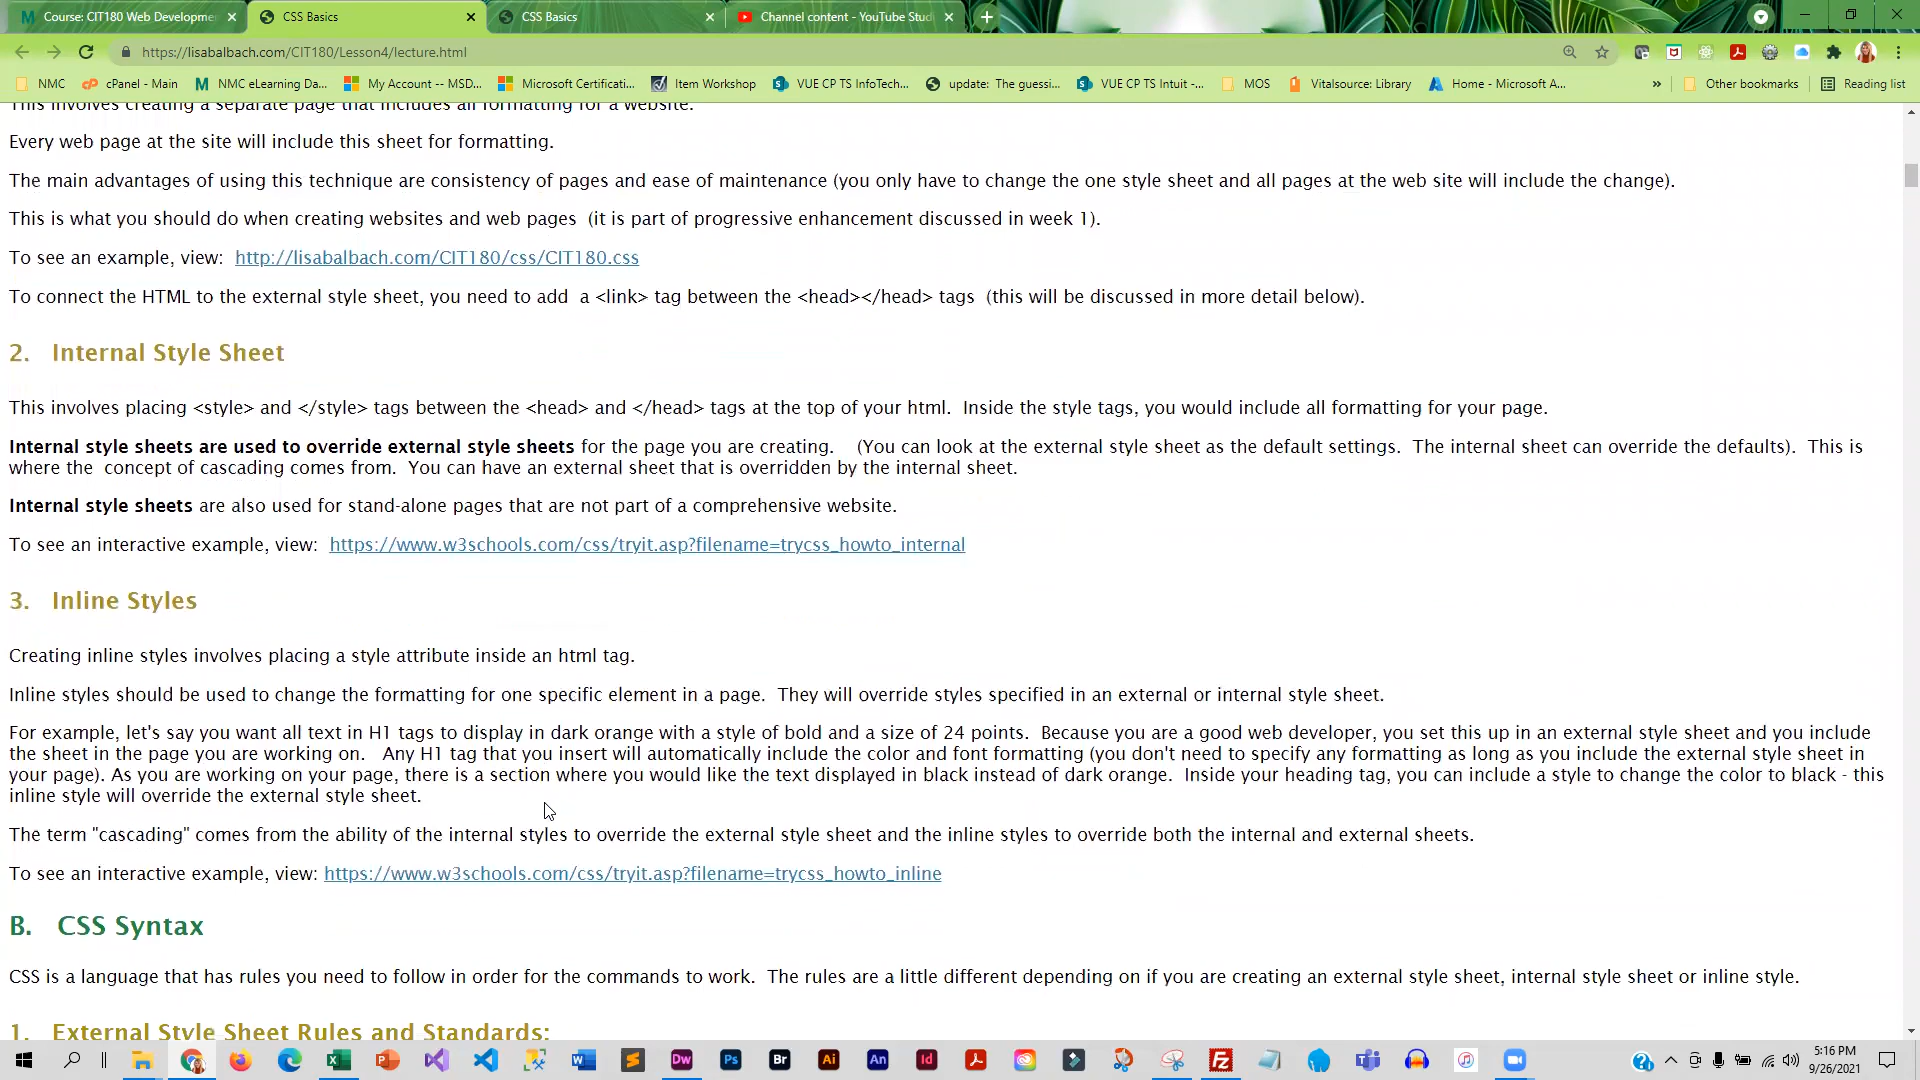 Course: CIT180 Web Developme
CSS Basics
CSS Basics
Channel content - YouTube Stud
https://lisabalbach.com/CIT180/Lesson4/lecture.html
NMC
cPanel - Main
NMC eLearning Da...
My Account -- MSD...
Microsoft Certificati...
Item Workshop
VUE CP TS InfoTech...
update: The guessi...
VUE CP TS Intuit -...
MOS
Vitalsource: Library
Home - Microsoft A...
Other bookmarks
Reading list
This involves creating a separate page that includes all formatting for a website.
Every web page at the site will include this sheet for formatting.
The main advantages of using this technique are consistency of pages and ease of maintenance (you only have to change the one style sheet and all pages at the web site will include the change).
This is what you should do when creating websites and web pages (it is part of progressive enhancement discussed in week 1).
To see an example, view: http://lisabalbach.com/CIT180/css/CIT180.css
To connect the HTML to the external style sheet, you need to add a <link> tag between the <head></head> tags (this will be discussed in more detail below).
2. Internal Style Sheet
This involves placing <style> and </style> tags between the <head> and </head> tags at the top of your html. Inside the style tags, you would include all formatting for your page.
Internal style sheets are used to override external style sheets for the page you are creating. (You can look at the external style sheet as the default settings. The internal sheet can override the defaults). This is
where the concept of cascading comes from. You can have an external sheet that is overridden by the internal sheet.
Internal style sheets are also used for stand-alone pages that are not part of a comprehensive website.
To see an interactive example, view: https://www.w3schools.com/css/tryit.asp?filename=trycss_howto_internal
3. Inline Styles
Creating inline styles involves placing a style attribute inside an html tag.
Inline styles should be used to change the formatting for one specific element in a page. They will override styles specified in an external or internal style sheet.
For example, let's say you want all text in H1 tags to display in dark orange with a style of bold and a size of 24 points. Because you are a good web developer, you set this up in an external style sheet and you include
the sheet in the page you are working on. Any H1 tag that you insert will automatically include the color and font formatting (you don't need to specify any formatting as long as you include the external style sheet in
your page). As you are working on your page, there is a section where you would like the text displayed in black instead of dark orange. Inside your heading tag, you can include a style to change the color to black - this
inline style will override the external style sheet.
The term "cascading" comes from the ability of the internal styles to override the external style sheet and the inline styles to override both the internal and external sheets.
To see an interactive example, view: https://www.w3schools.com/css/tryit.asp?filename=trycss_howto_inline
B. CSS Syntax
CSS is a language that has rules you need to follow in order for the commands to work. The rules are a little different depending on if you are creating an external style sheet, internal style sheet or inline style.
1. External Style Sheet Rules and Standards:
Dw
Ps
Br
Ai
An
Id
5:16 PM
9/26/2021